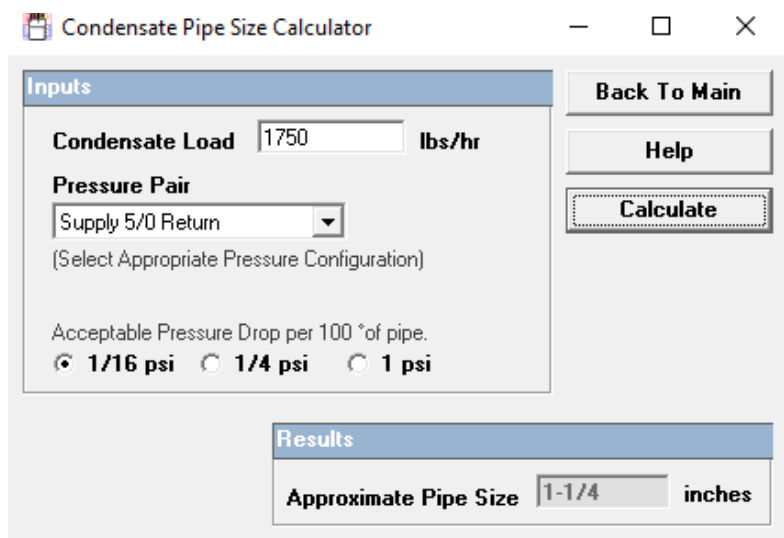 Condensate Pipe Size Calculator
Inputs
Back To Main
Condensate Load 1750 lbs/hr
Help
Pressure Pair
Calculate
Supply 5/0 Return
(Select Appropriate Pressure Configuration)
Acceptable Pressure Drop per 100 "of pipe.
1/16 psi 1/4 psi 1 psi
Results
Approximate Pipe Size 1-1/4 inches